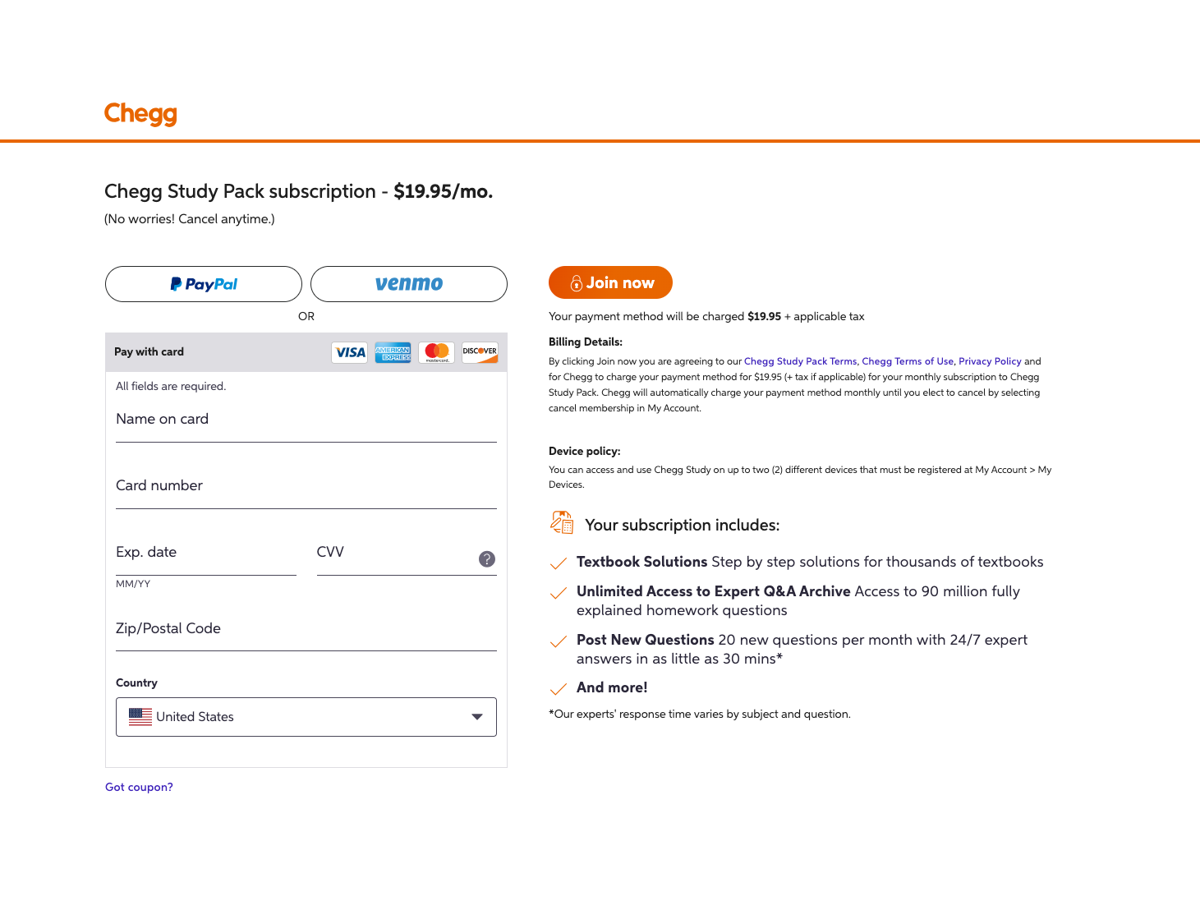 Chegg
Chegg Study Pack subscription - $19.95/mo.
(No worries! Cancel anytime.)
PayPal
venmo
OR
Pay with card
VISA
AMERICAN EXPRESS
mastercard
DISCOVER
All fields are required.
Name on card
Card number
Exp. date
CVV
?
MM/YY
Zip/Postal Code
Country
United States
Got coupon?
Join now
Your payment method will be charged $19.95 + applicable tax
Billing Details:
By clicking Join now you are agreeing to our Chegg Study Pack Terms, Chegg Terms of Use, Privacy Policy and
for Chegg to charge your payment method for $19.95 (+ tax if applicable) for your monthly subscription to Chegg
Study Pack. Chegg will automatically charge your payment method monthly until you elect to cancel by selecting
cancel membership in My Account.
Device policy:
You can access and use Chegg Study on up to two (2) different devices that must be registered at My Account > My
Devices.
Your subscription includes:
Textbook Solutions Step by step solutions for thousands of textbooks
Unlimited Access to Expert Q&A Archive Access to 90 million fully
explained homework questions
Post New Questions 20 new questions per month with 24/7 expert
answers in as little as 30 mins*
And more!
*Our experts' response time varies by subject and question.